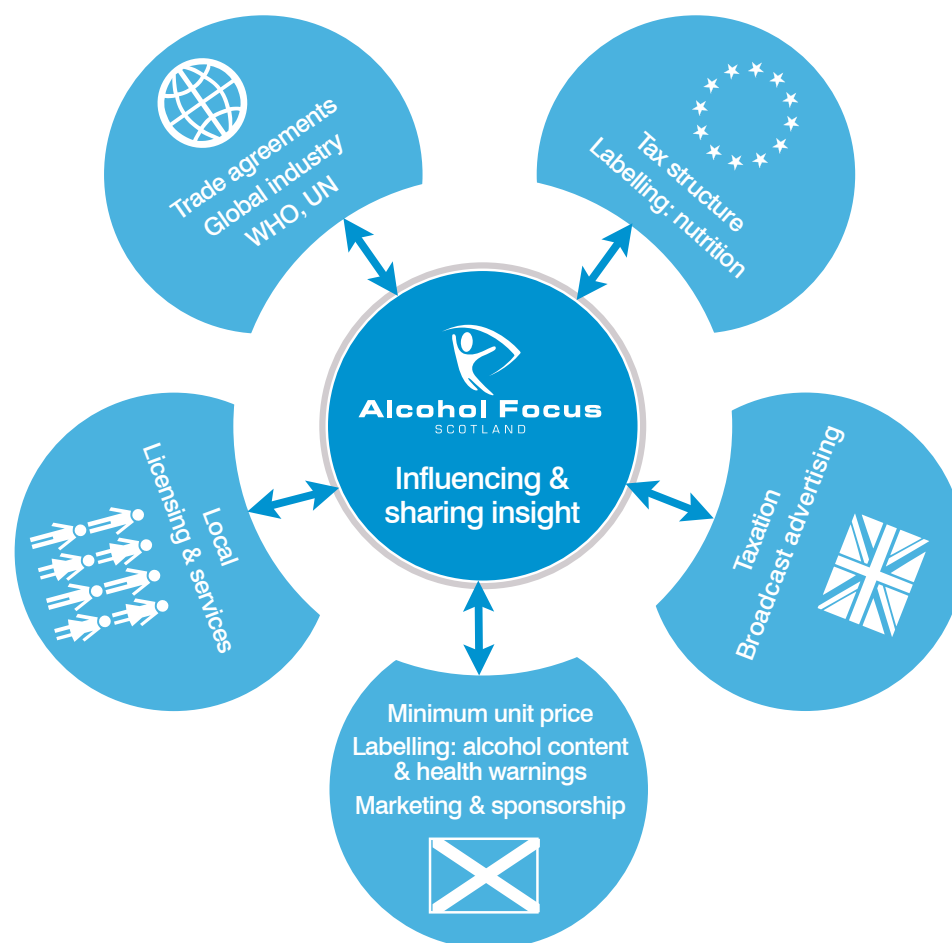 Trade agreements
Global industry
WHO, UN
Tax structure
Labelling: nutrition
Alcohol Focus
SCOTLAND
Influencing &
sharing insight
Local
Licensing & services
Taxation
Broadcast advertising
Minimum unit price
Labelling: alcohol content
& health warnings
Marketing & sponsorship